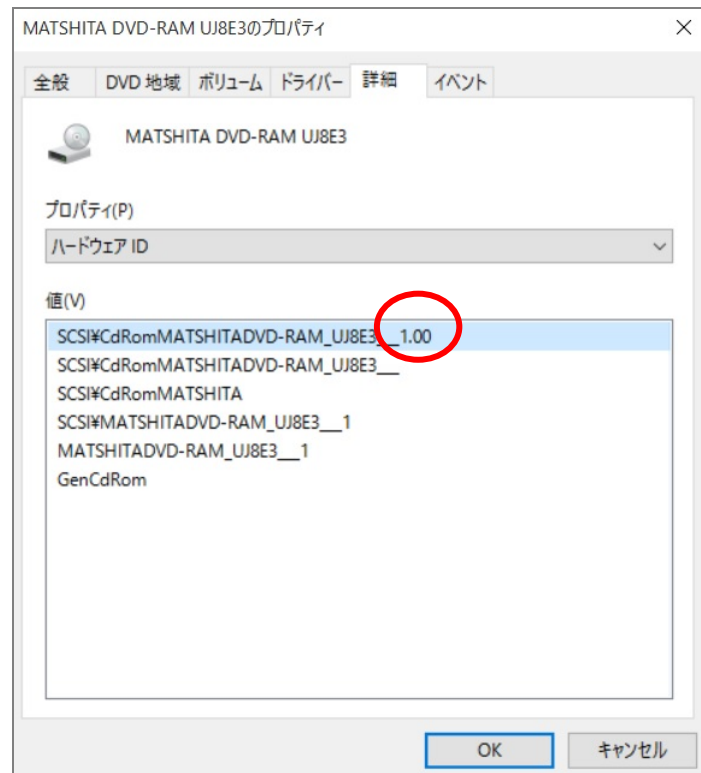 MATSHITA DVD-RAM UJ8E3のプロパティ
全般 DVD 地域 ボリューム ドライバー 詳細 イベント
MATSHITA DVD-RAM UJ8E3
プロパティ(P)
ハードウェア ID
値(V)
SCSI¥CdRomMATSHITADVD-RAM_UJ8E3___1.00
SCSI¥CdRomMATSHITADVD-RAM_UJ8E3___
SCSI¥CdRomMATSHITA
SCSI¥MATSHITADVD-RAM_UJ8E3___1
MATSHITADVD-RAM_UJ8E3___1
GenCdRom
OK キャンセル